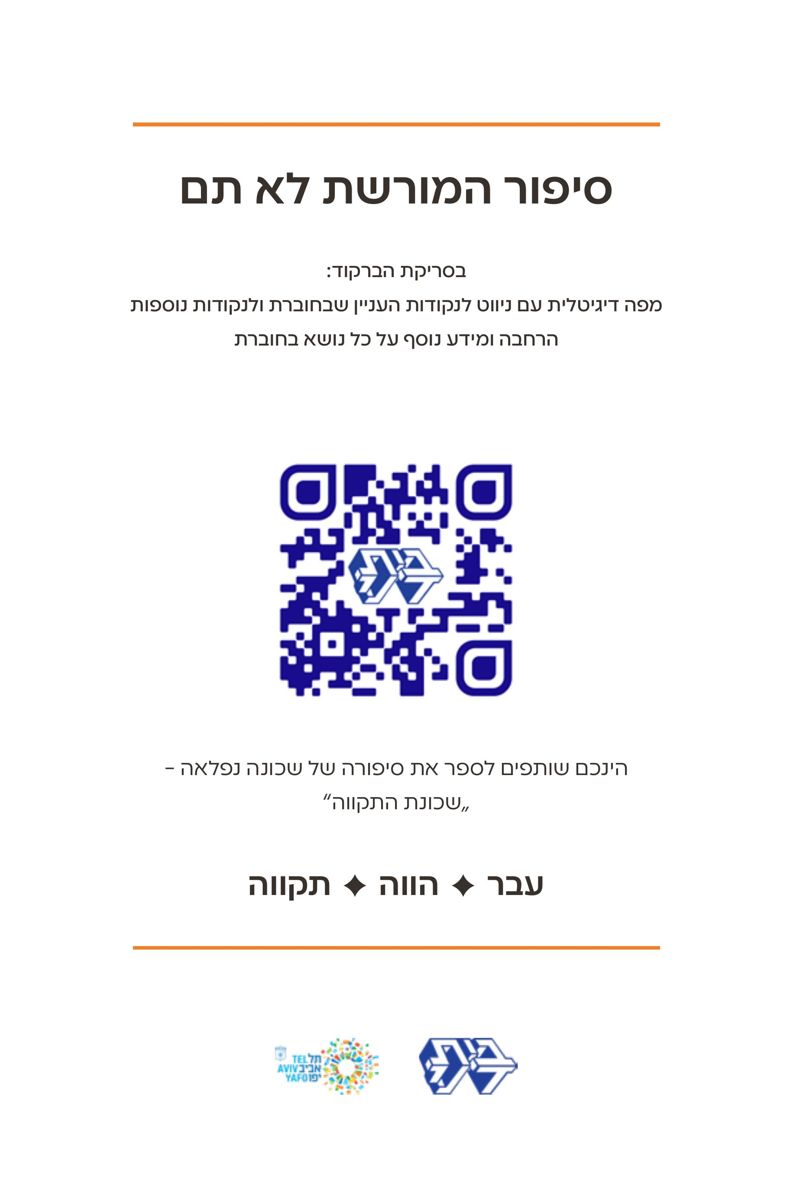 סיפור המורשת לא תם
בסריקת הברקוד:
מפה דיגיטלית עם ניווט לנקודות העניין שבחוברת ולנקודות נוספות
הרחבה ומידע נוסף על כל נושא בחוברת
בית
הינכם שותפים לספר את סיפורה של שכונה נפלאה –
„שכונת התקווה“
עבר ✦ הווה ✦ תקווה
תל TEL
אביב AVIV
יפו YAFO
בית